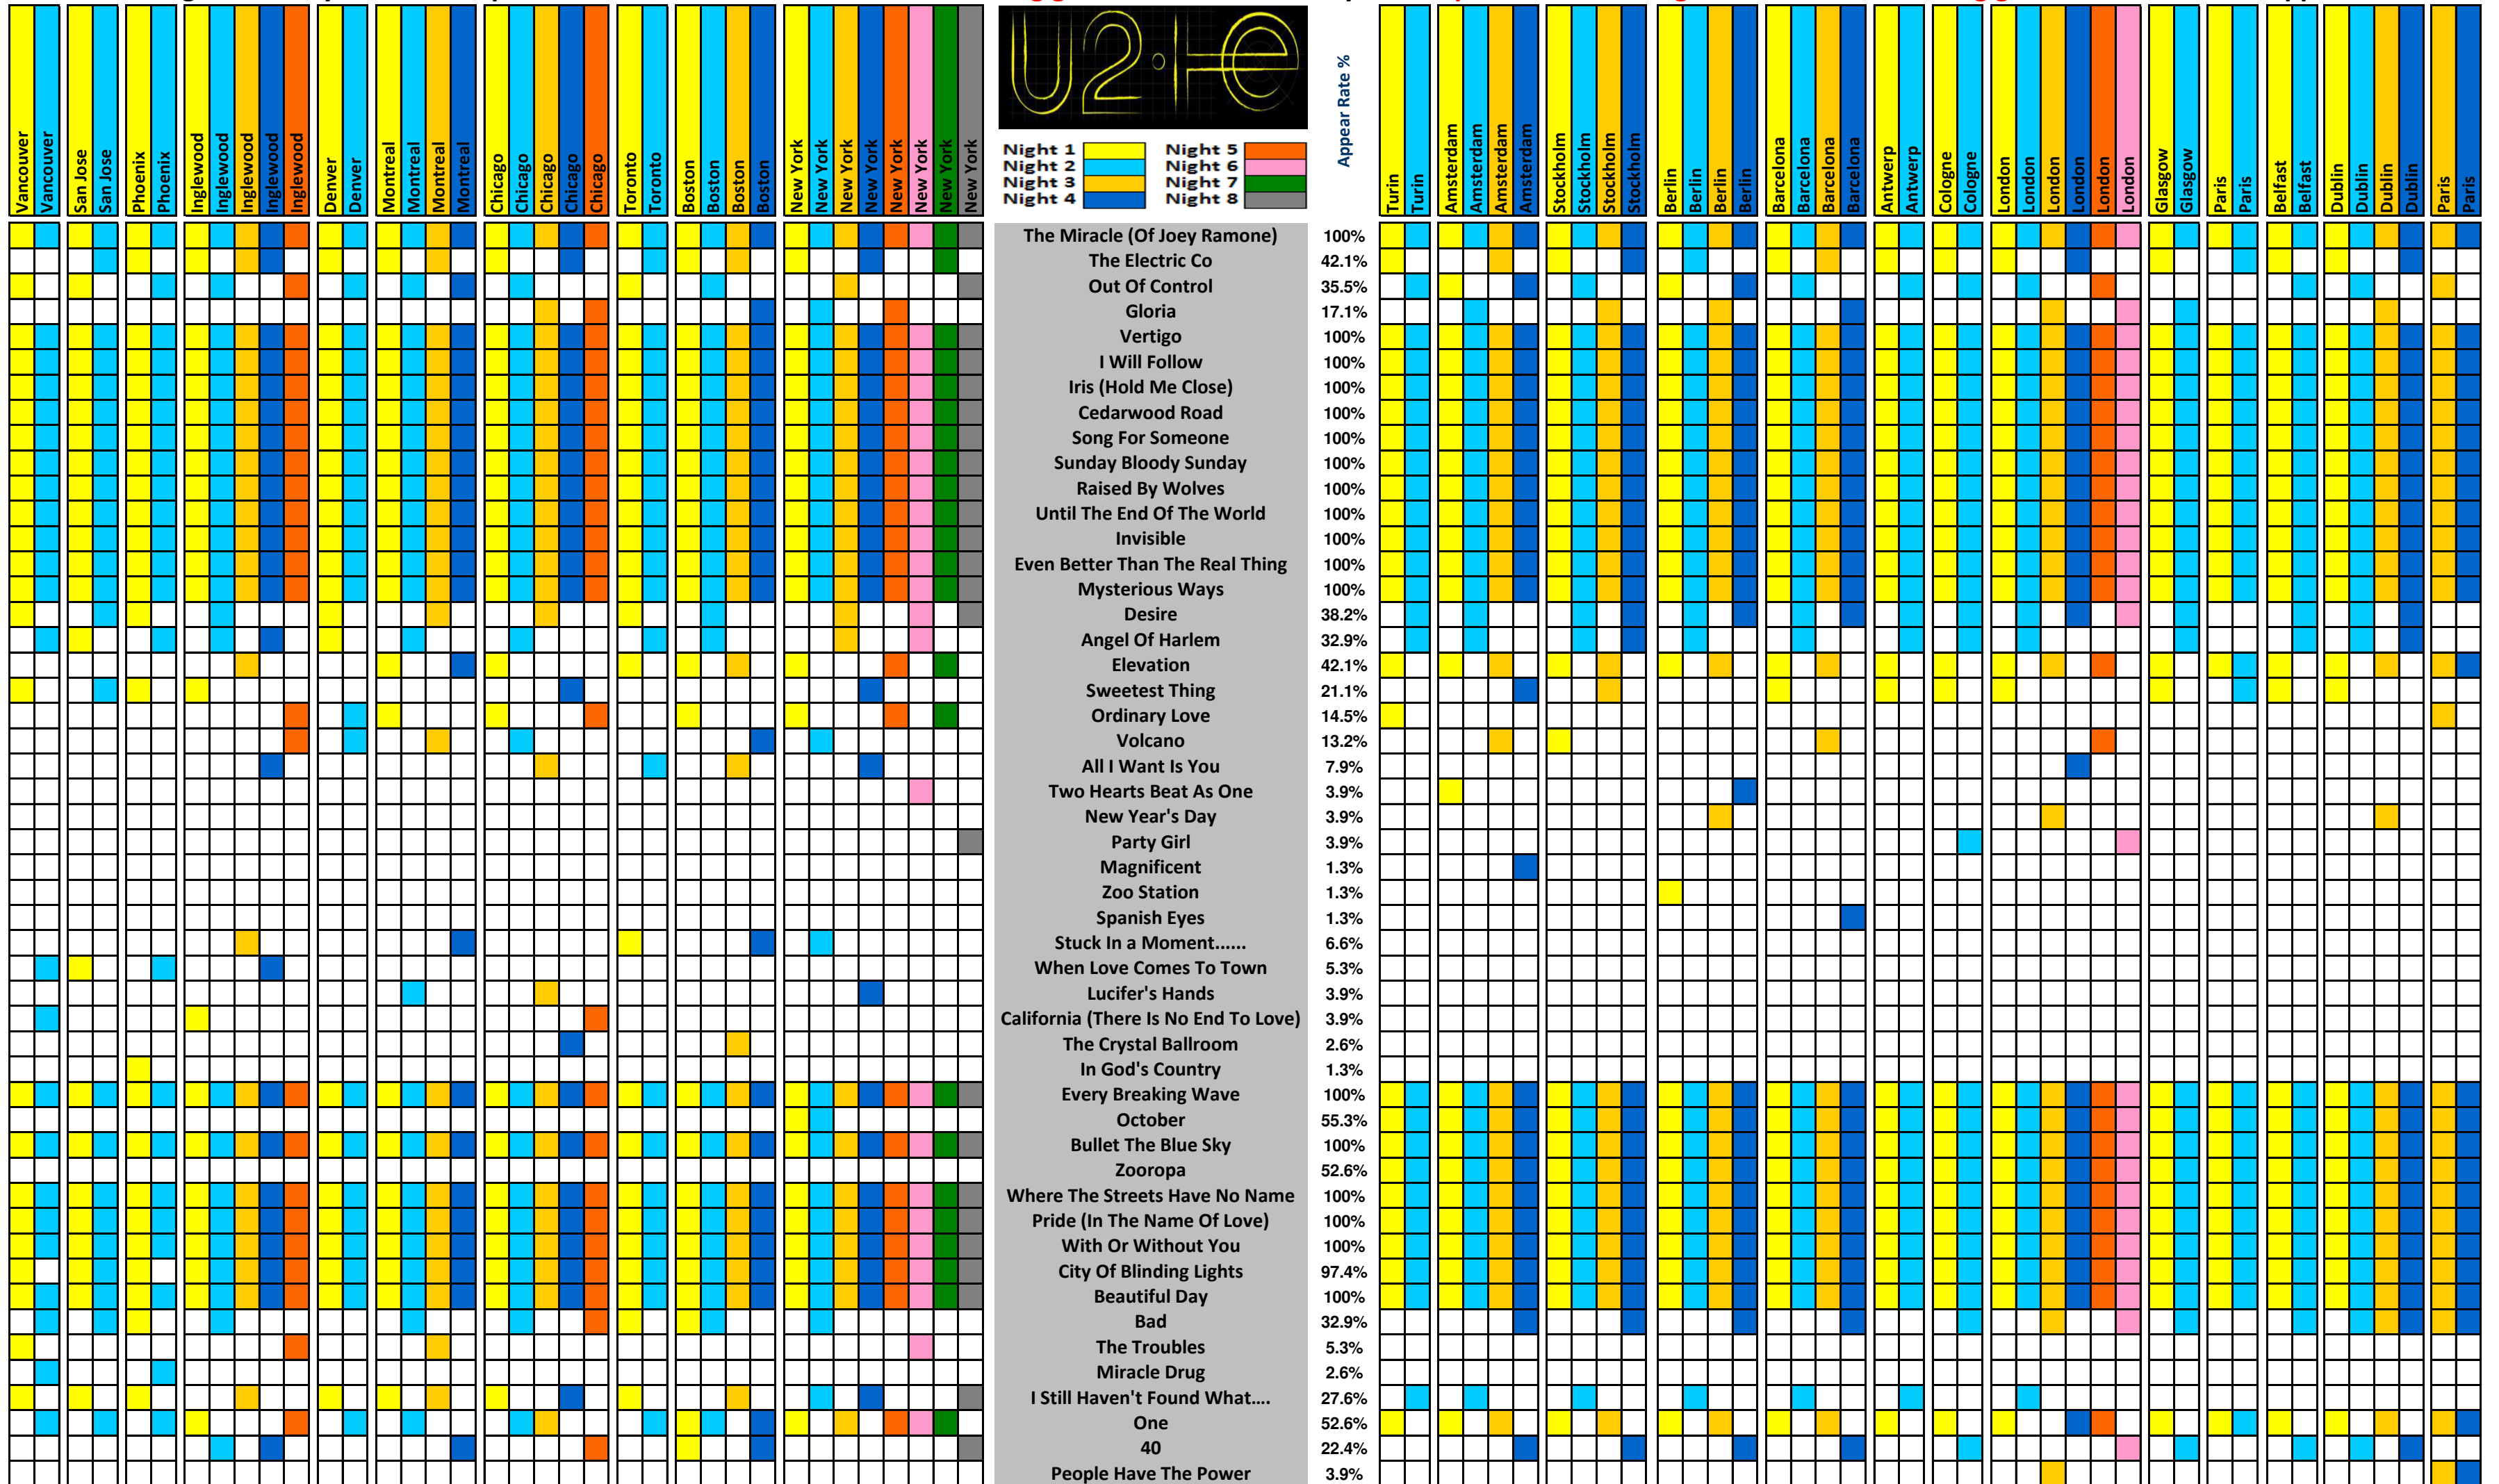 Vancouver
Vancouver
San Jose
San Jose
Phoenix
Phoenix
Inglewood
Inglewood
Inglewood
Inglewood
Inglewood
Denver
Denver
Montreal
Montreal
Montreal
Montreal
Chicago
Chicago
Chicago
Chicago
Chicago
Toronto
Toronto
Boston
Boston
Boston
Boston
New York
New York
New York
New York
New York
New York
New York
New York
U2
Night 1
Night 5
Night 2
Night 6
Night 3
Night 7
Night 4
Night 8
Appear Rate %
Turin
Turin
Amsterdam
Amsterdam
Amsterdam
Amsterdam
Stockholm
Stockholm
Stockholm
Stockholm
Berlin
Berlin
Berlin
Berlin
Barcelona
Barcelona
Barcelona
Barcelona
Antwerp
Antwerp
Cologne
Cologne
London
London
London
London
London
London
Glasgow
Glasgow
Paris
Paris
Belfast
Belfast
Dublin
Dublin
Dublin
Dublin
Paris
Paris
The Miracle (Of Joey Ramone) 100%
The Electric Co 42.1%
Out Of Control 35.5%
Gloria 17.1%
Vertigo 100%
I Will Follow 100%
Iris (Hold Me Close) 100%
Cedarwood Road 100%
Song For Someone 100%
Sunday Bloody Sunday 100%
Raised By Wolves 100%
Until The End Of The World 100%
Invisible 100%
Even Better Than The Real Thing 100%
Mysterious Ways 100%
Desire 38.2%
Angel Of Harlem 32.9%
Elevation 42.1%
Sweetest Thing 21.1%
Ordinary Love 14.5%
Volcano 13.2%
All I Want Is You 7.9%
Two Hearts Beat As One 3.9%
New Year's Day 3.9%
Party Girl 3.9%
Magnificent 1.3%
Zoo Station 1.3%
Spanish Eyes 1.3%
Stuck In a Moment...... 6.6%
When Love Comes To Town 5.3%
Lucifer's Hands 3.9%
California (There Is No End To Love) 3.9%
The Crystal Ballroom 2.6%
In God's Country 1.3%
Every Breaking Wave 100%
October 55.3%
Bullet The Blue Sky 100%
Zooropa 52.6%
Where The Streets Have No Name 100%
Pride (In The Name Of Love) 100%
With Or Without You 100%
City Of Blinding Lights 97.4%
Beautiful Day 100%
Bad 32.9%
The Troubles 5.3%
Miracle Drug 2.6%
I Still Haven't Found What.... 27.6%
One 52.6%
40 22.4%
People Have The Power 3.9%